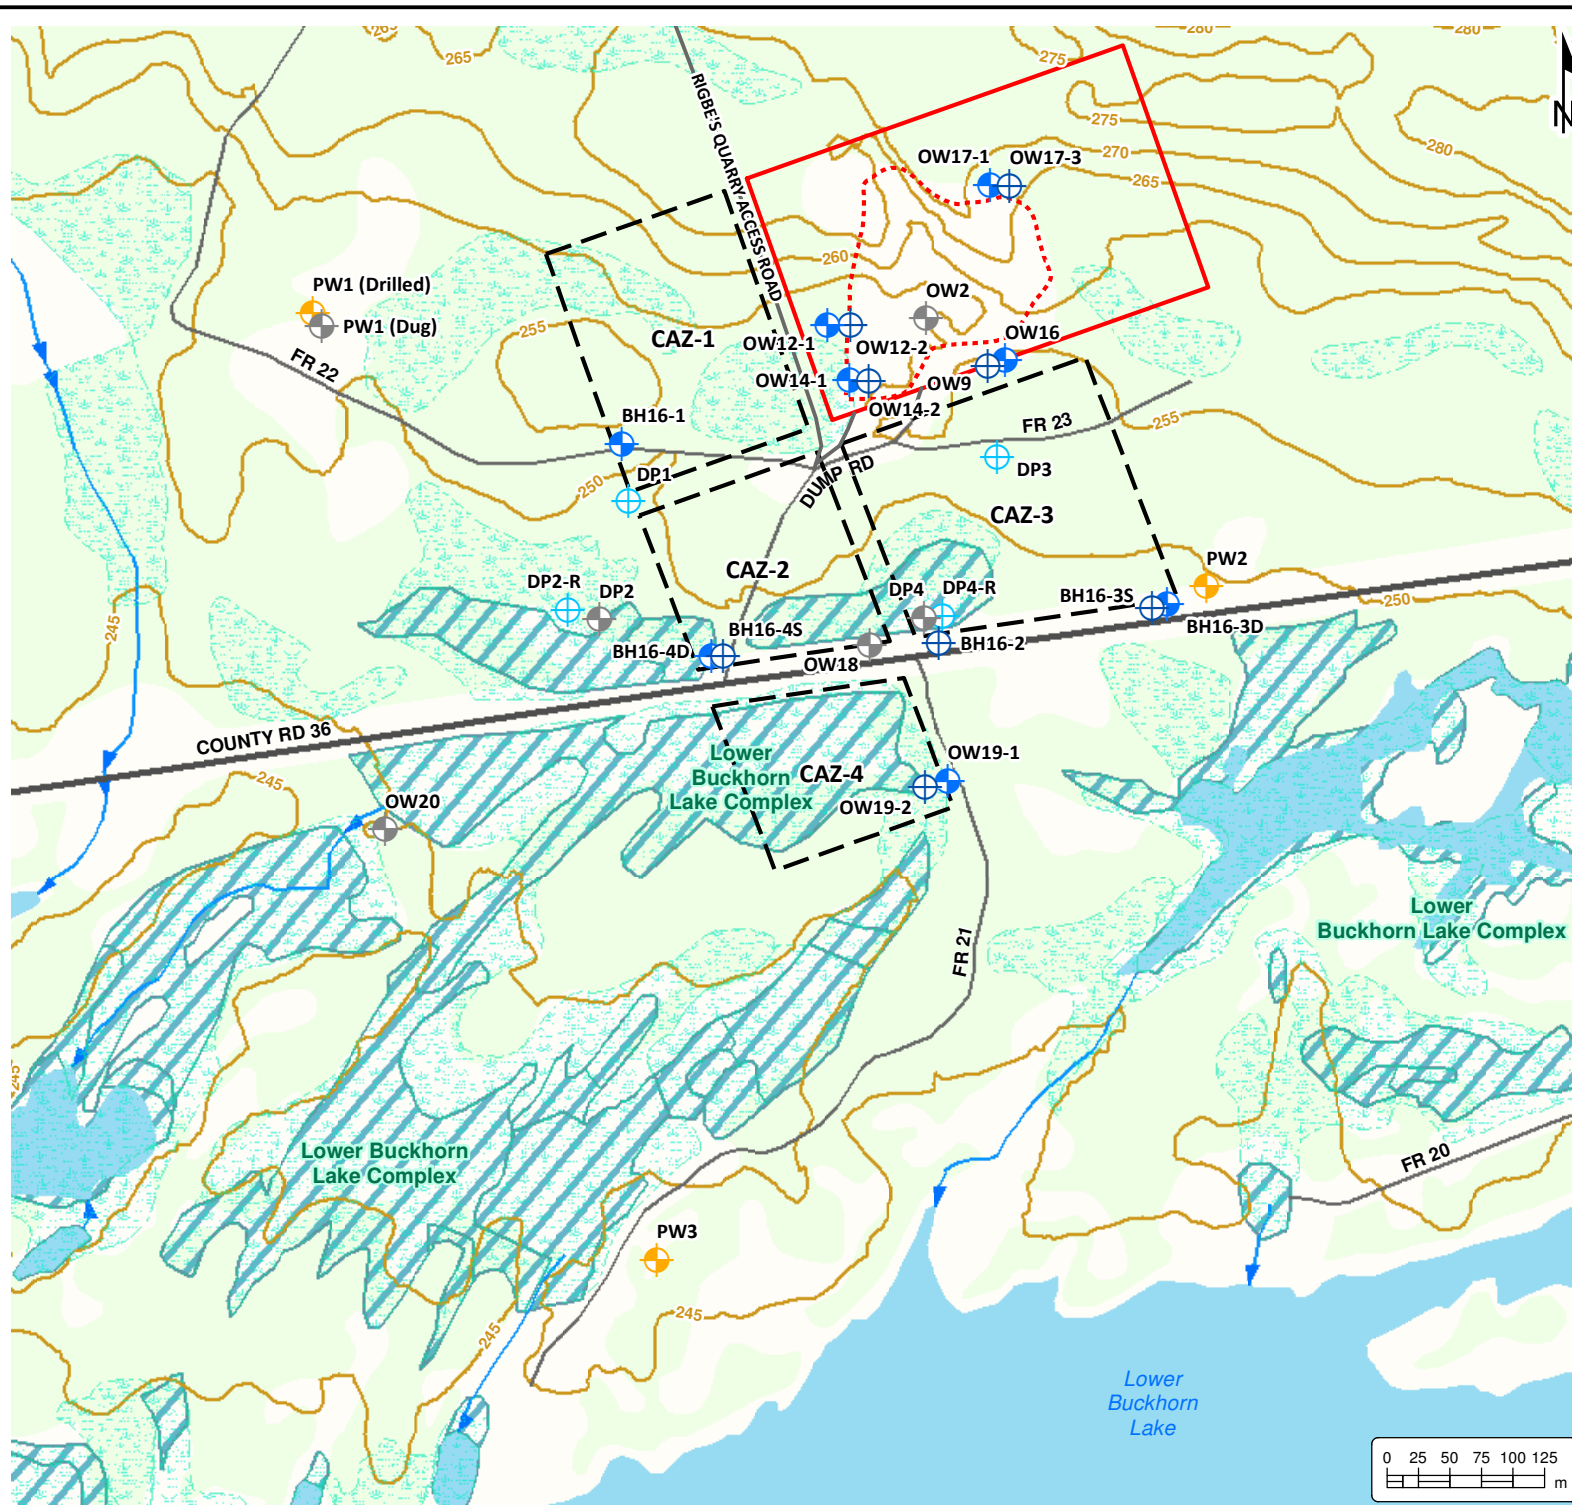 265
265
280
280
275
N
RIGBE'S QUARRY ACCESS ROAD
275
270
280
265
OW17-1
OW17-3
260
PW1 (Drilled)
PW1 (Dug)
OW2
255
CAZ-1
OW12-1
OW12-2
OW16
FR 22
OW14-1
OW9
OW14-2
BH16-1
FR 23
255
DP1
DUMP RD
DP3
250
CAZ-3
CAZ-2
PW2
DP2-R
DP2
DP4
DP4-R
BH16-3S
250
245
BH16-4S
BH16-3D
BH16-4D
OW18
BH16-2
COUNTY RD 36
Lower
Buckhorn
Lake Complex
CAZ-4
OW19-1
245
OW20
OW19-2
Lower
Buckhorn Lake Complex
FR 21
245
Lower Buckhorn
Lake Complex
FR 20
PW3
245
245
Lower
Buckhorn
Lake
0 25 50 75 100 125
m